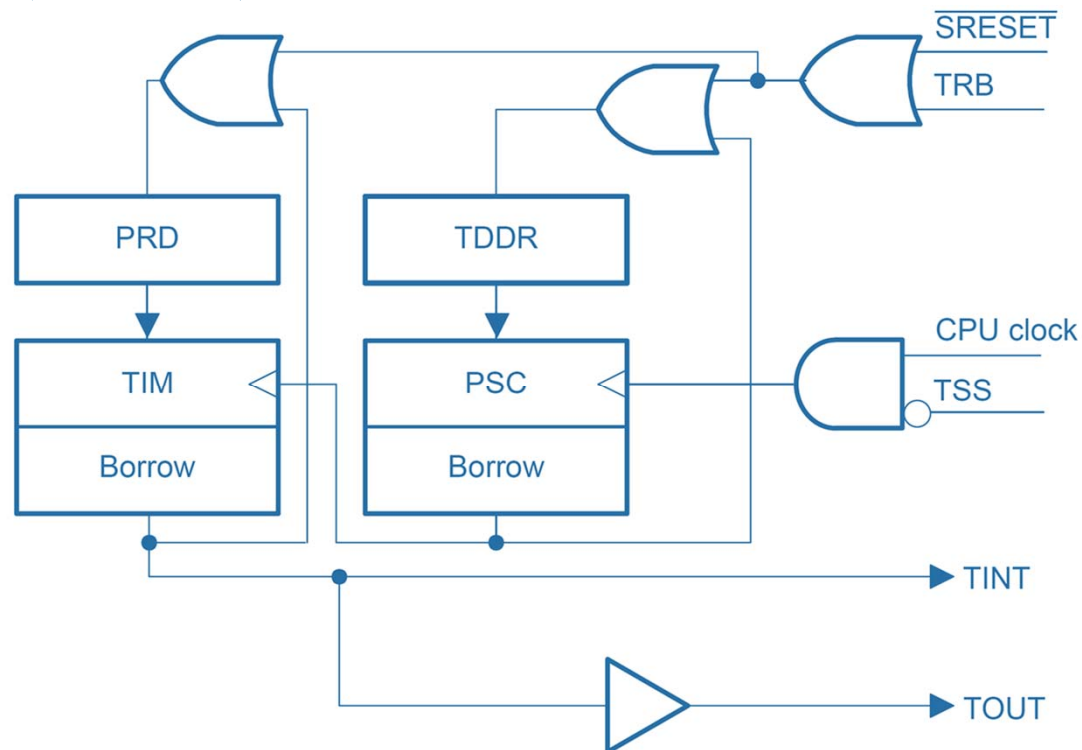 SRESET
TRB
PRD
TDDR
CPU clock
TIM
PSC
TSS
Borrow
Borrow
TINT
TOUT